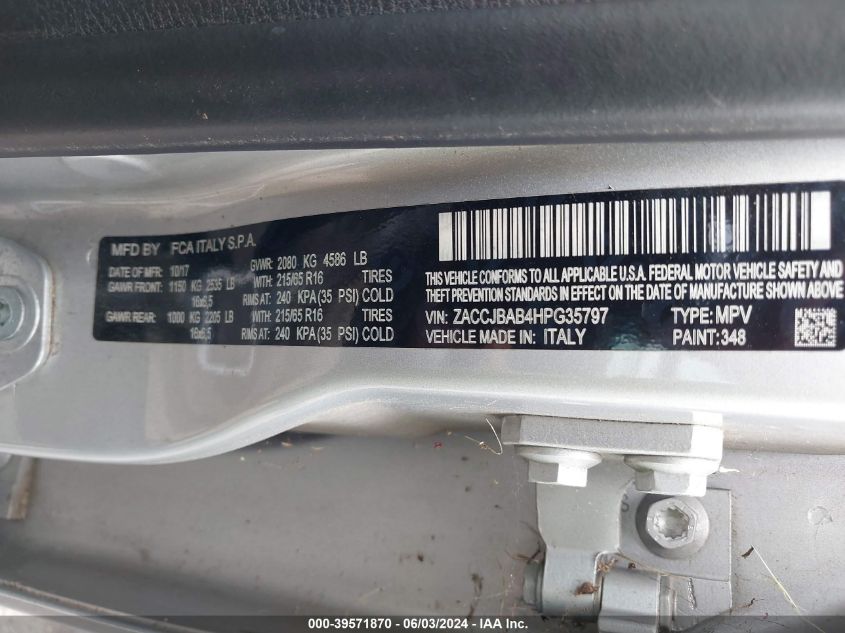 MFD BY FCA ITALY S.P.A.
DATE OF MFR 10/17 GVWR: 2080 KG 4586 LB
GAWR FRONT: 1150 KG 2535 LB WITH: 215/65 R16 TIRES
16x6,5 RIMS AT: 240 KPA (35 PSI) COLD
GAWR REAR: 1000 KG 2205 LB WITH: 215/65 R16 TIRES
16x6,5 RIMS AT: 240 KPA (35 PSI) COLD
THIS VEHICLE CONFORMS TO ALL APPLICABLE U.S.A. FEDERAL MOTOR VEHICLE SAFETY AND
THEFT PREVENTION STANDARDS IN EFFECT ON THE DATE OF MANUFACTURE SHOWN ABOVE.
VIN: ZACCJBAB4HPG35797 TYPE: MPV
VEHICLE MADE IN: ITALY PAINT: 348
000-39571870 06/03/2024 - ©IAA Inc.